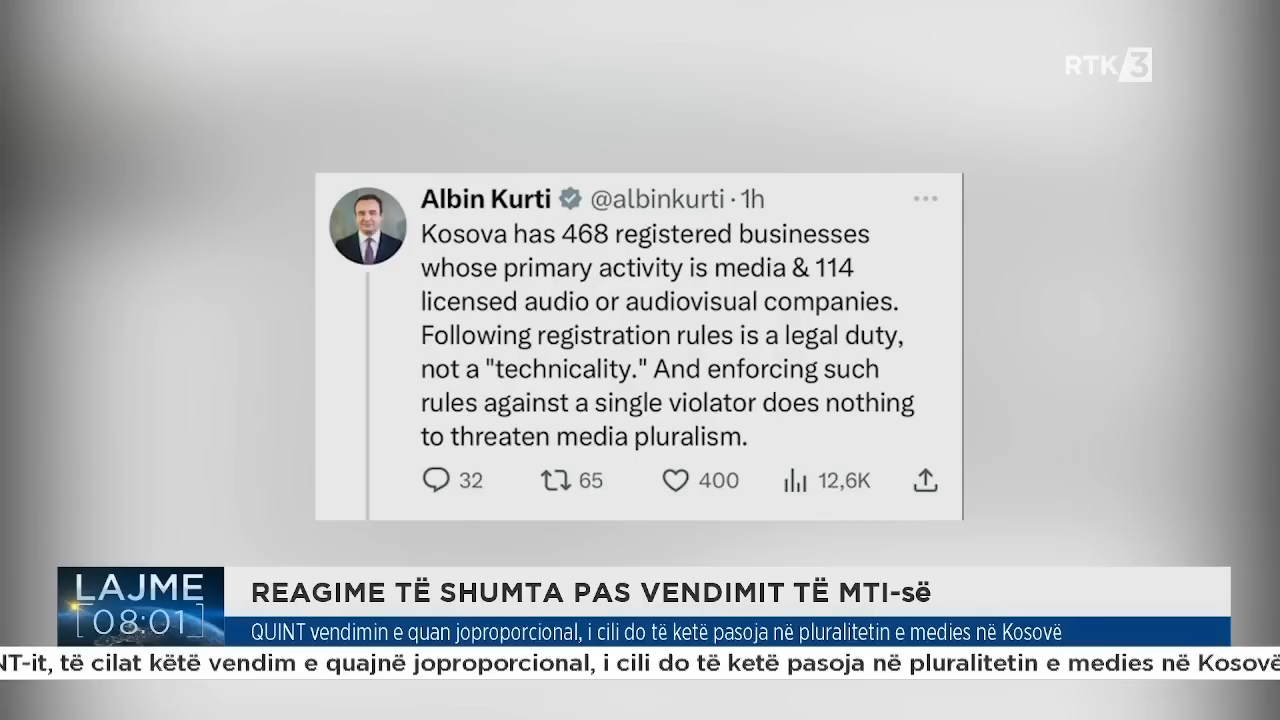 RTK 3
Albin Kurti @albinkurti · 1h
Kosova has 468 registered businesses
whose primary activity is media & 114
licensed audio or audiovisual companies.
Following registration rules is a legal duty,
not a "technicality." And enforcing such
rules against a single violator does nothing
to threaten media pluralism.
32 65 400 12,6K
LAJME
08:01
REAGIME TË SHUMTA PAS VENDIMIT TË MTI-së
QUINT vendimin e quan joproporcional, i cili do të ketë pasoja në pluralitetin e medies në Kosovë
NT-it, të cilat këtë vendim e quajnë joproporcional, i cili do të ketë pasoja në pluralitetin e medies në Kosovë